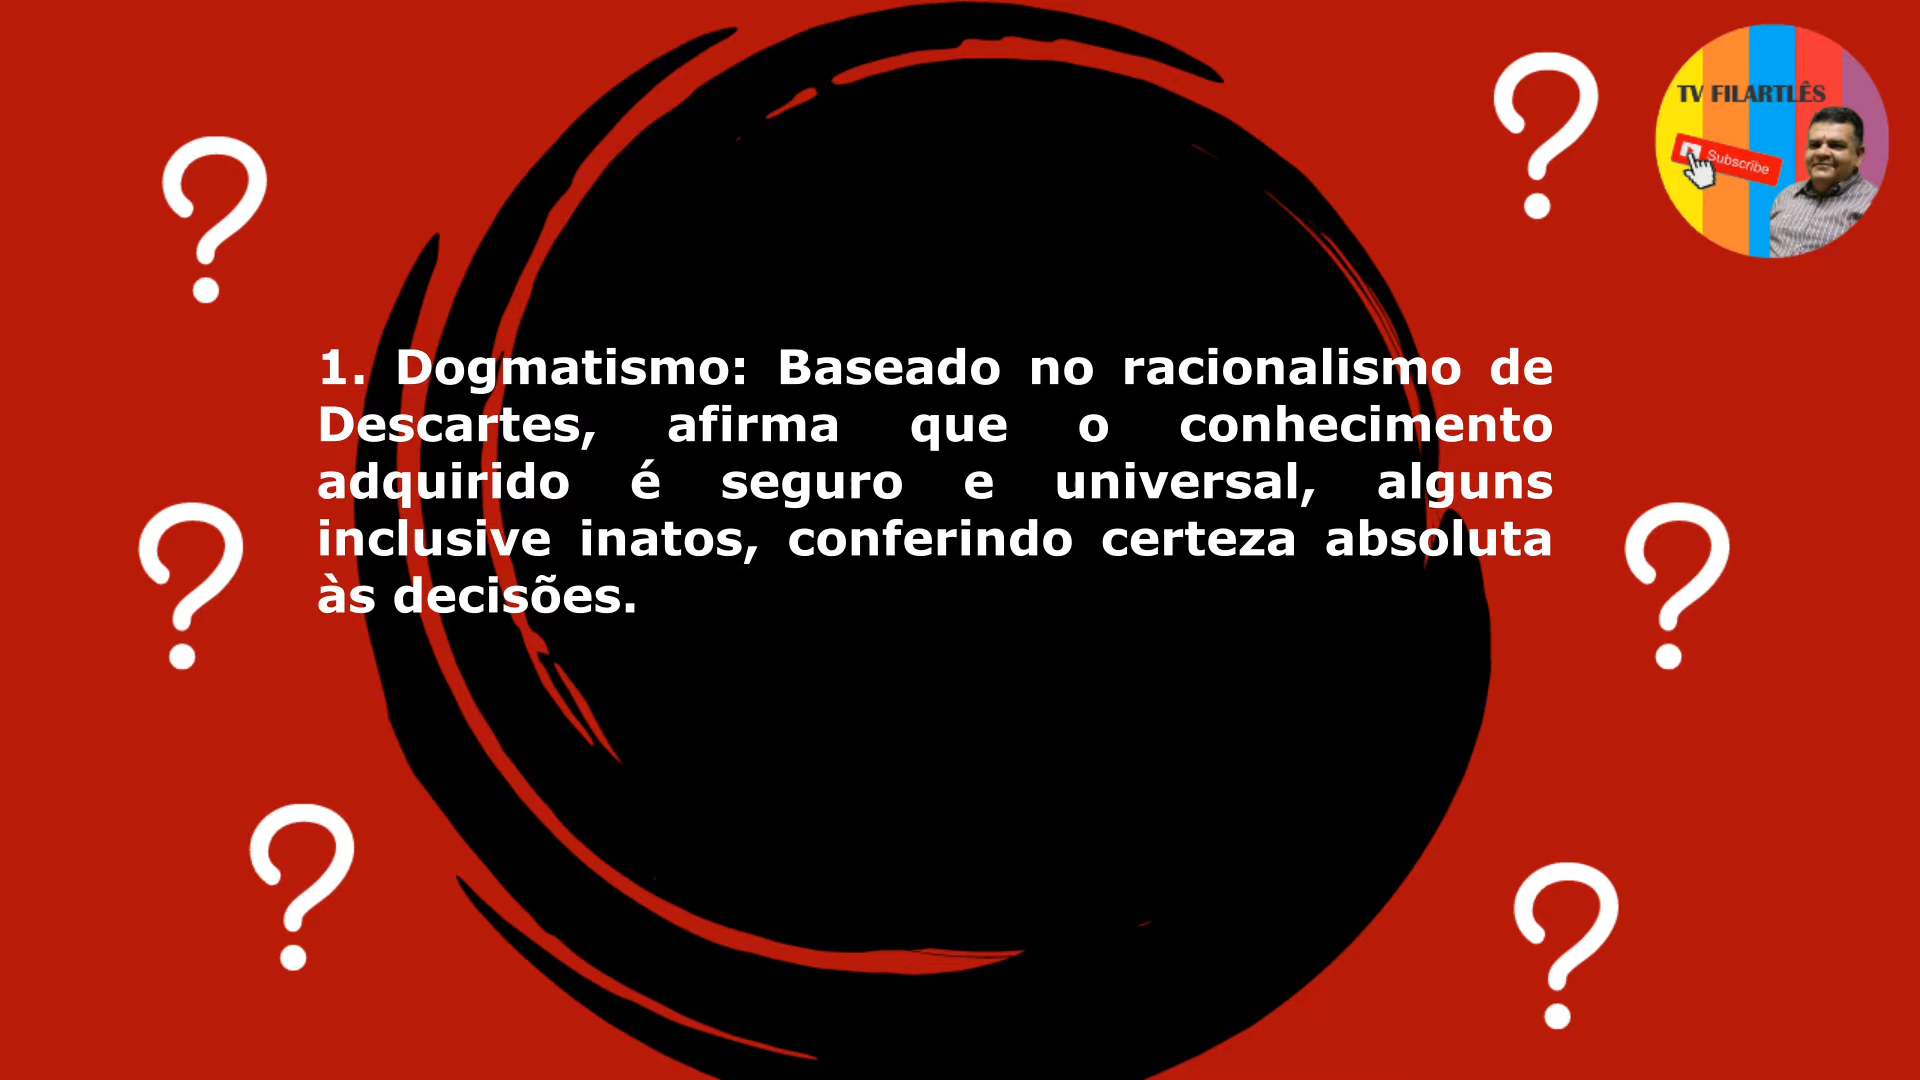 TV FILARTLÊS
Subscribe
1. Dogmatismo: Baseado no racionalismo de
Descartes, afirma que o conhecimento
adquirido é seguro e universal, alguns
inclusive inatos, conferindo certeza absoluta
às decisões.